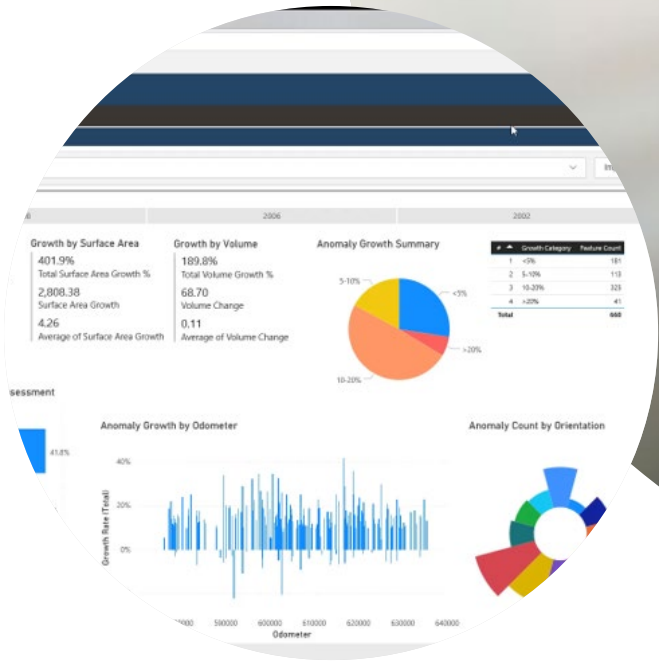 2006
2002
Growth by Surface Area
401.9%
Total Surface Area Growth %
2,808.38
Surface Area Growth
4.26
Average of Surface Area Growth
Growth by Volume
189.8%
Total Volume Growth %
68.70
Volume Change
0.11
Average of Volume Change
Anomaly Growth Summary
5-10%
<5%
>20%
10-20%
# Growth Category Feature Count
1 <5% 181
2 5-10% 113
3 10-20% 325
4 >20% 41
Total 660
sessment
41.8%
Anomaly Growth by Odometer
Growth Rate (Total)
40%
20%
0%
590000 600000 610000 620000 630000 640000
Odometer
Anomaly Count by Orientation